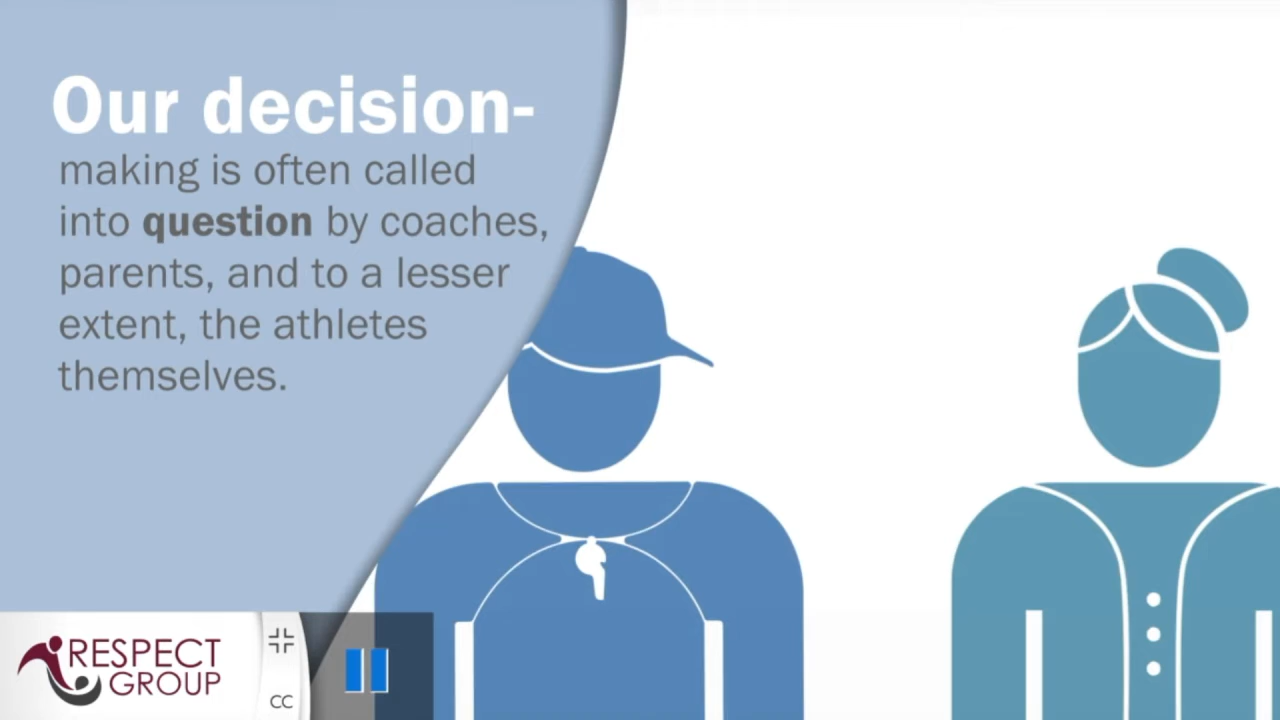 Our decision-
making is often called
into question by coaches,
parents, and to a lesser
extent, the athletes
themselves.
RESPECT
GROUP
CC